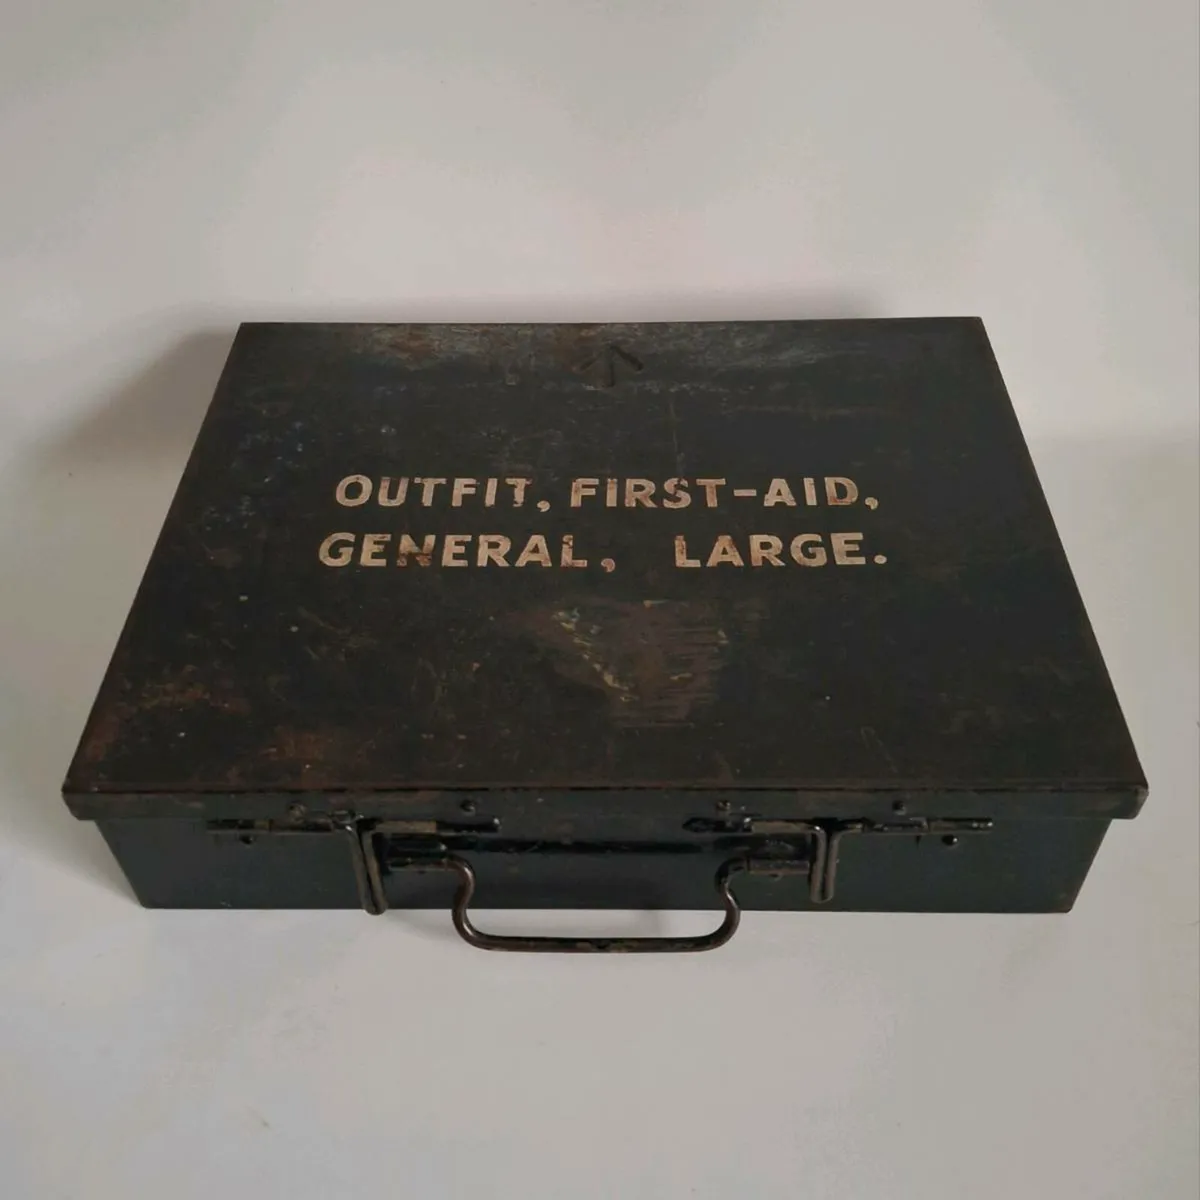 OUTFIT, FIRST-AID,
GENERAL, LARGE.